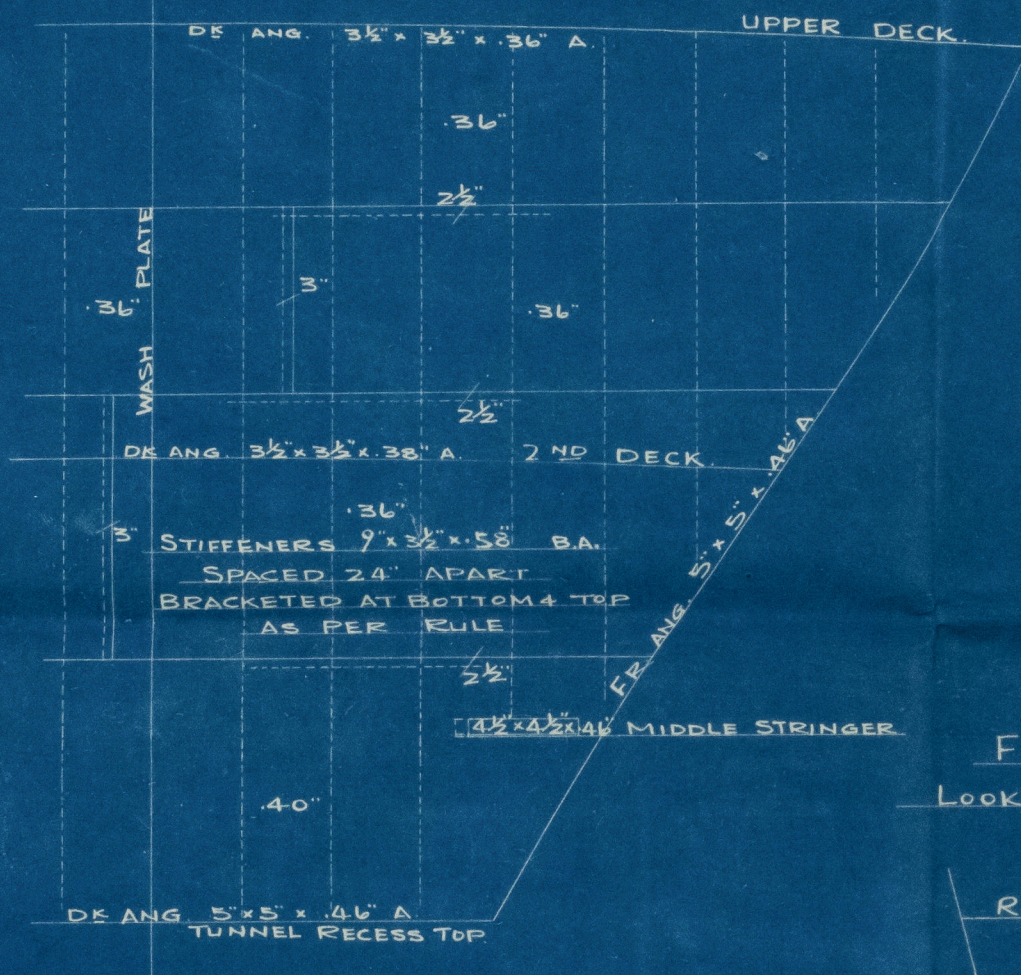 UPPER DECK.
DK ANG. 3½" x 3½" x .36" A.
.36"
2½"
WASH PLATE
3"
.36"
.36"
2½"
DK ANG. 3½" x 3½" x .38" A.
2ND DECK.
FR ANG. 5" x 5" x .46" A
.36"
3"
STIFFENERS 9" x 3½" x .58" B.A.
SPACED 24" APART
BRACKETED AT BOTTOM & TOP
AS PER RULE
2½"
4½" x 4½" x .46" MIDDLE STRINGER
F
LOOK
.40"
R
DK ANG 5" x 5" x .46" A
TUNNEL RECESS TOP.